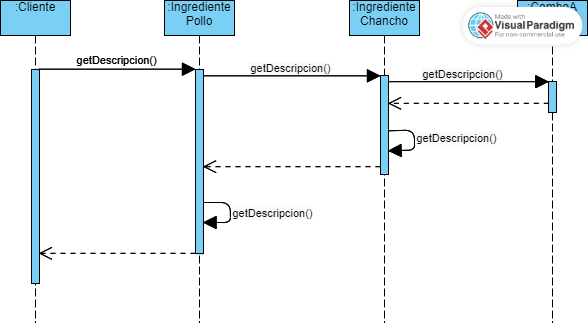 :Cliente
:Ingrediente
Pollo
:Ingrediente
Chancho
:ComboA
Made with
Visual Paradigm
For non-commercial use
getDescripcion()
getDescripcion()
getDescripcion()
getDescripcion()
getDescripcion()